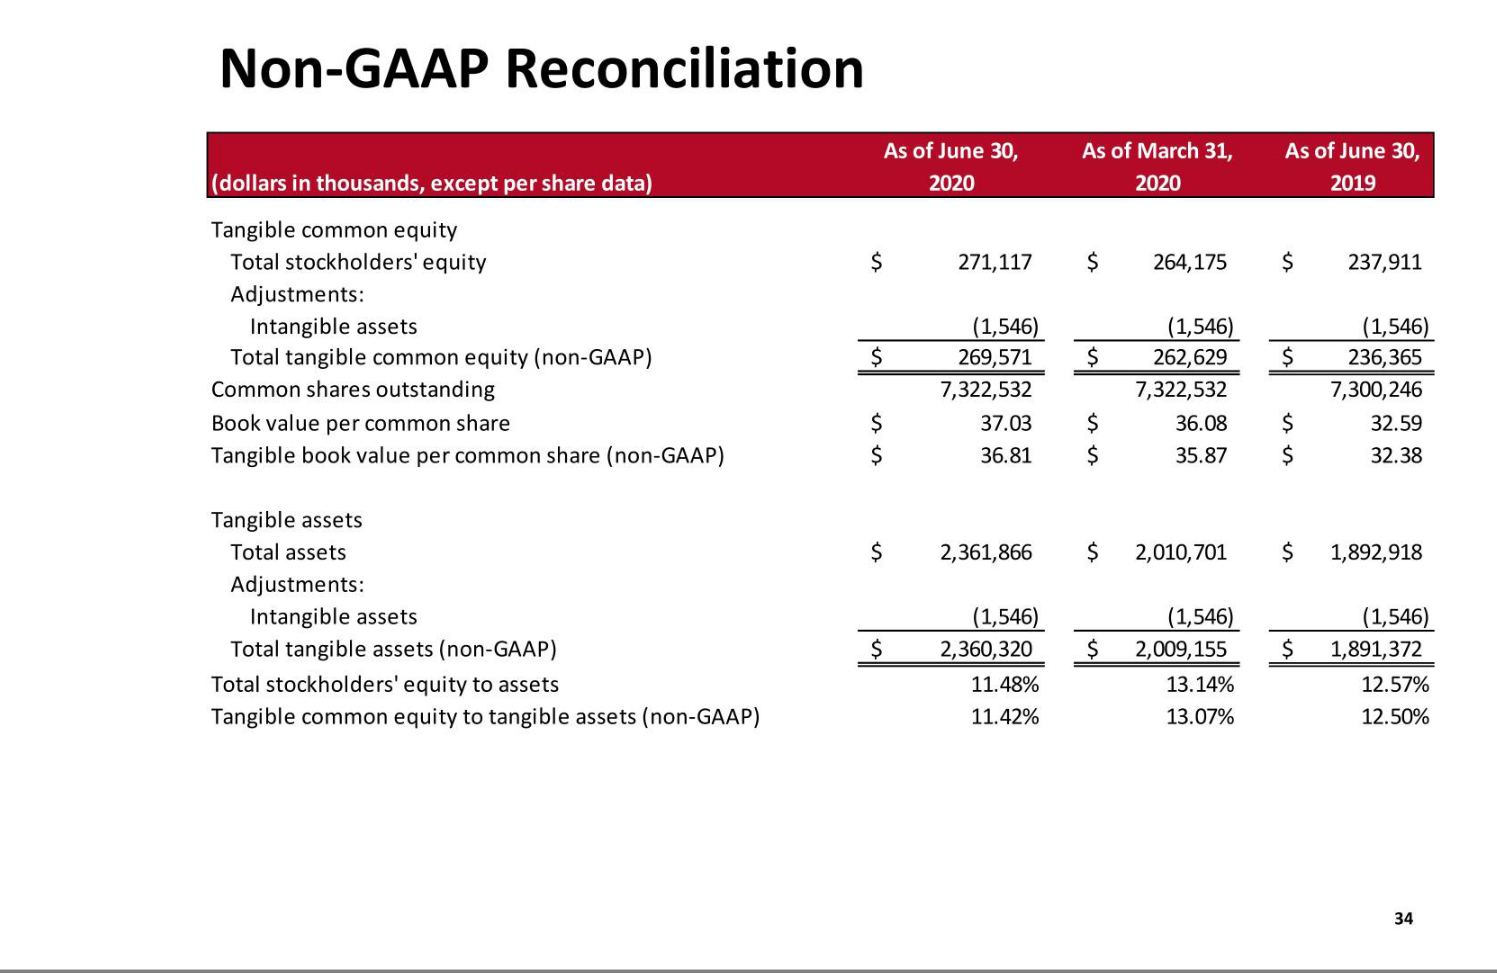 Non-GAAP Reconciliation
As of June 30, As of March 31, As of June 30,
(dollars in thousands, except per share data) 2020 2020 2019
Tangible common equity
Total stockholders' equity $ 271,117 $ 264,175 $ 237,911
Adjustments:
Intangible assets (1,546) (1,546) (1,546)
Total tangible common equity (non-GAAP) $ 269,571 $ 262,629 $ 236,365
Common shares outstanding 7,322,532 7,322,532 7,300,246
Book value per common share $ 37.03 $ 36.08 $ 32.59
Tangible book value per common share (non-GAAP) $ 36.81 $ 35.87 $ 32.38
Tangible assets
Total assets $ 2,361,866 $ 2,010,701 $ 1,892,918
Adjustments:
Intangible assets (1,546) (1,546) (1,546)
Total tangible assets (non-GAAP) $ 2,360,320 $ 2,009,155 $ 1,891,372
Total stockholders' equity to assets 11.48% 13.14% 12.57%
Tangible common equity to tangible assets (non-GAAP) 11.42% 13.07% 12.50%
34